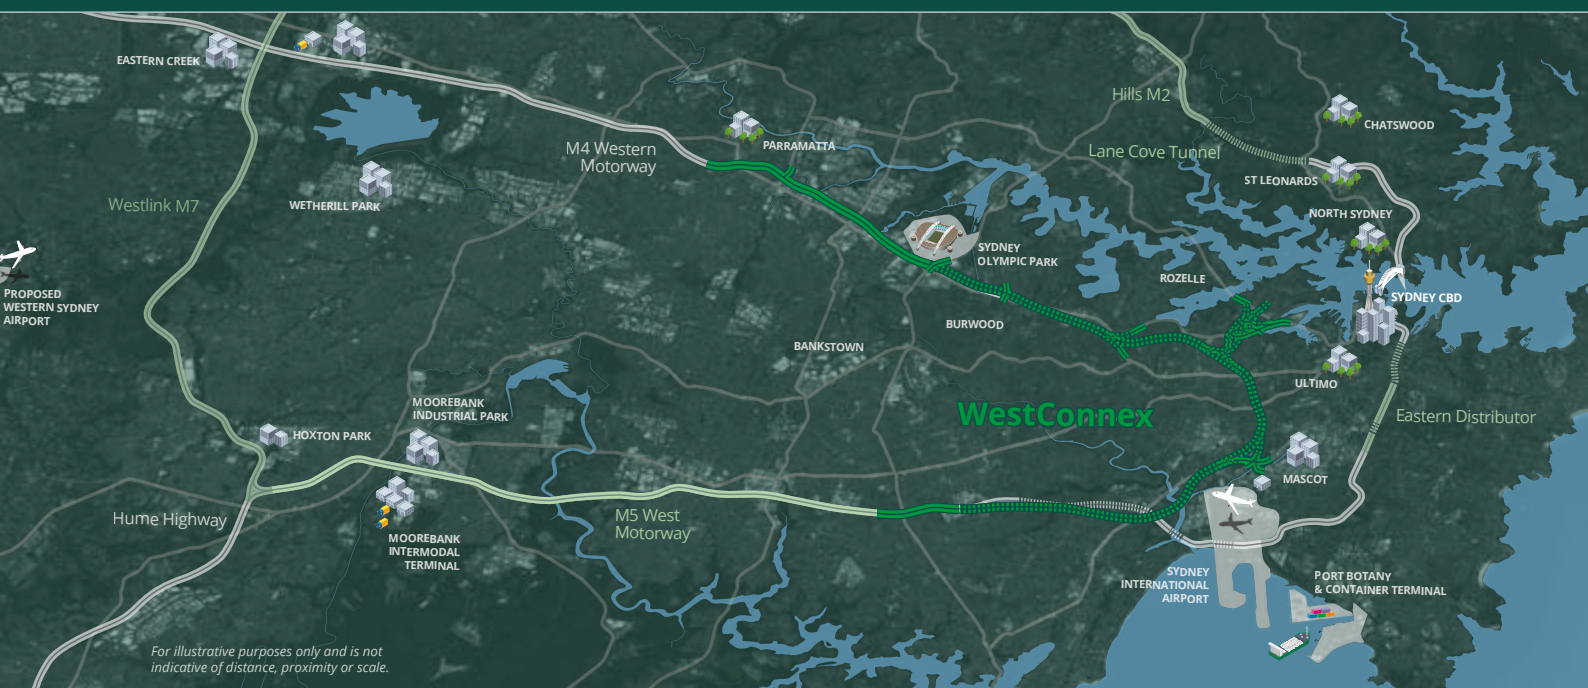 EASTERN CREEK
Hills M2
CHATSWOOD
M4 Western
Motorway
PARRAMATTA
Lane Cove Tunnel
ST LEONARDS
Westlink M7
WETHERILL PARK
NORTH SYDNEY
SYDNEY
OLYMPIC PARK
ROZELLE
PROPOSED
WESTERN SYDNEY
AIRPORT
SYDNEY CBD
BURWOOD
BANKSTOWN
ULTIMO
MOOREBANK
INDUSTRIAL PARK
WestConnex
Eastern Distributor
HOXTON PARK
MASCOT
Hume Highway
M5 West
Motorway
MOOREBANK
INTERMODAL
TERMINAL
SYDNEY
INTERNATIONAL
AIRPORT
PORT BOTANY
& CONTAINER TERMINAL
For illustrative purposes only and is not
indicative of distance, proximity or scale.